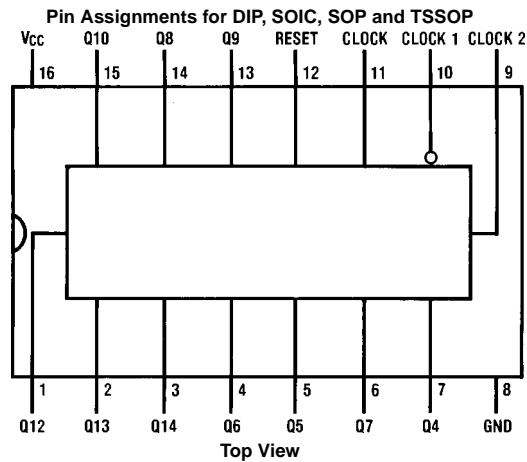 Pin Assignments for DIP, SOIC, SOP and TSSOP
VCC Q10 Q8 Q9 RESET CLOCK CLOCK 1 CLOCK 2
16 15 14 13 12 11 10 9
1 2 3 4 5 6 7 8
Q12 Q13 Q14 Q6 Q5 Q7 Q4 GND
Top View